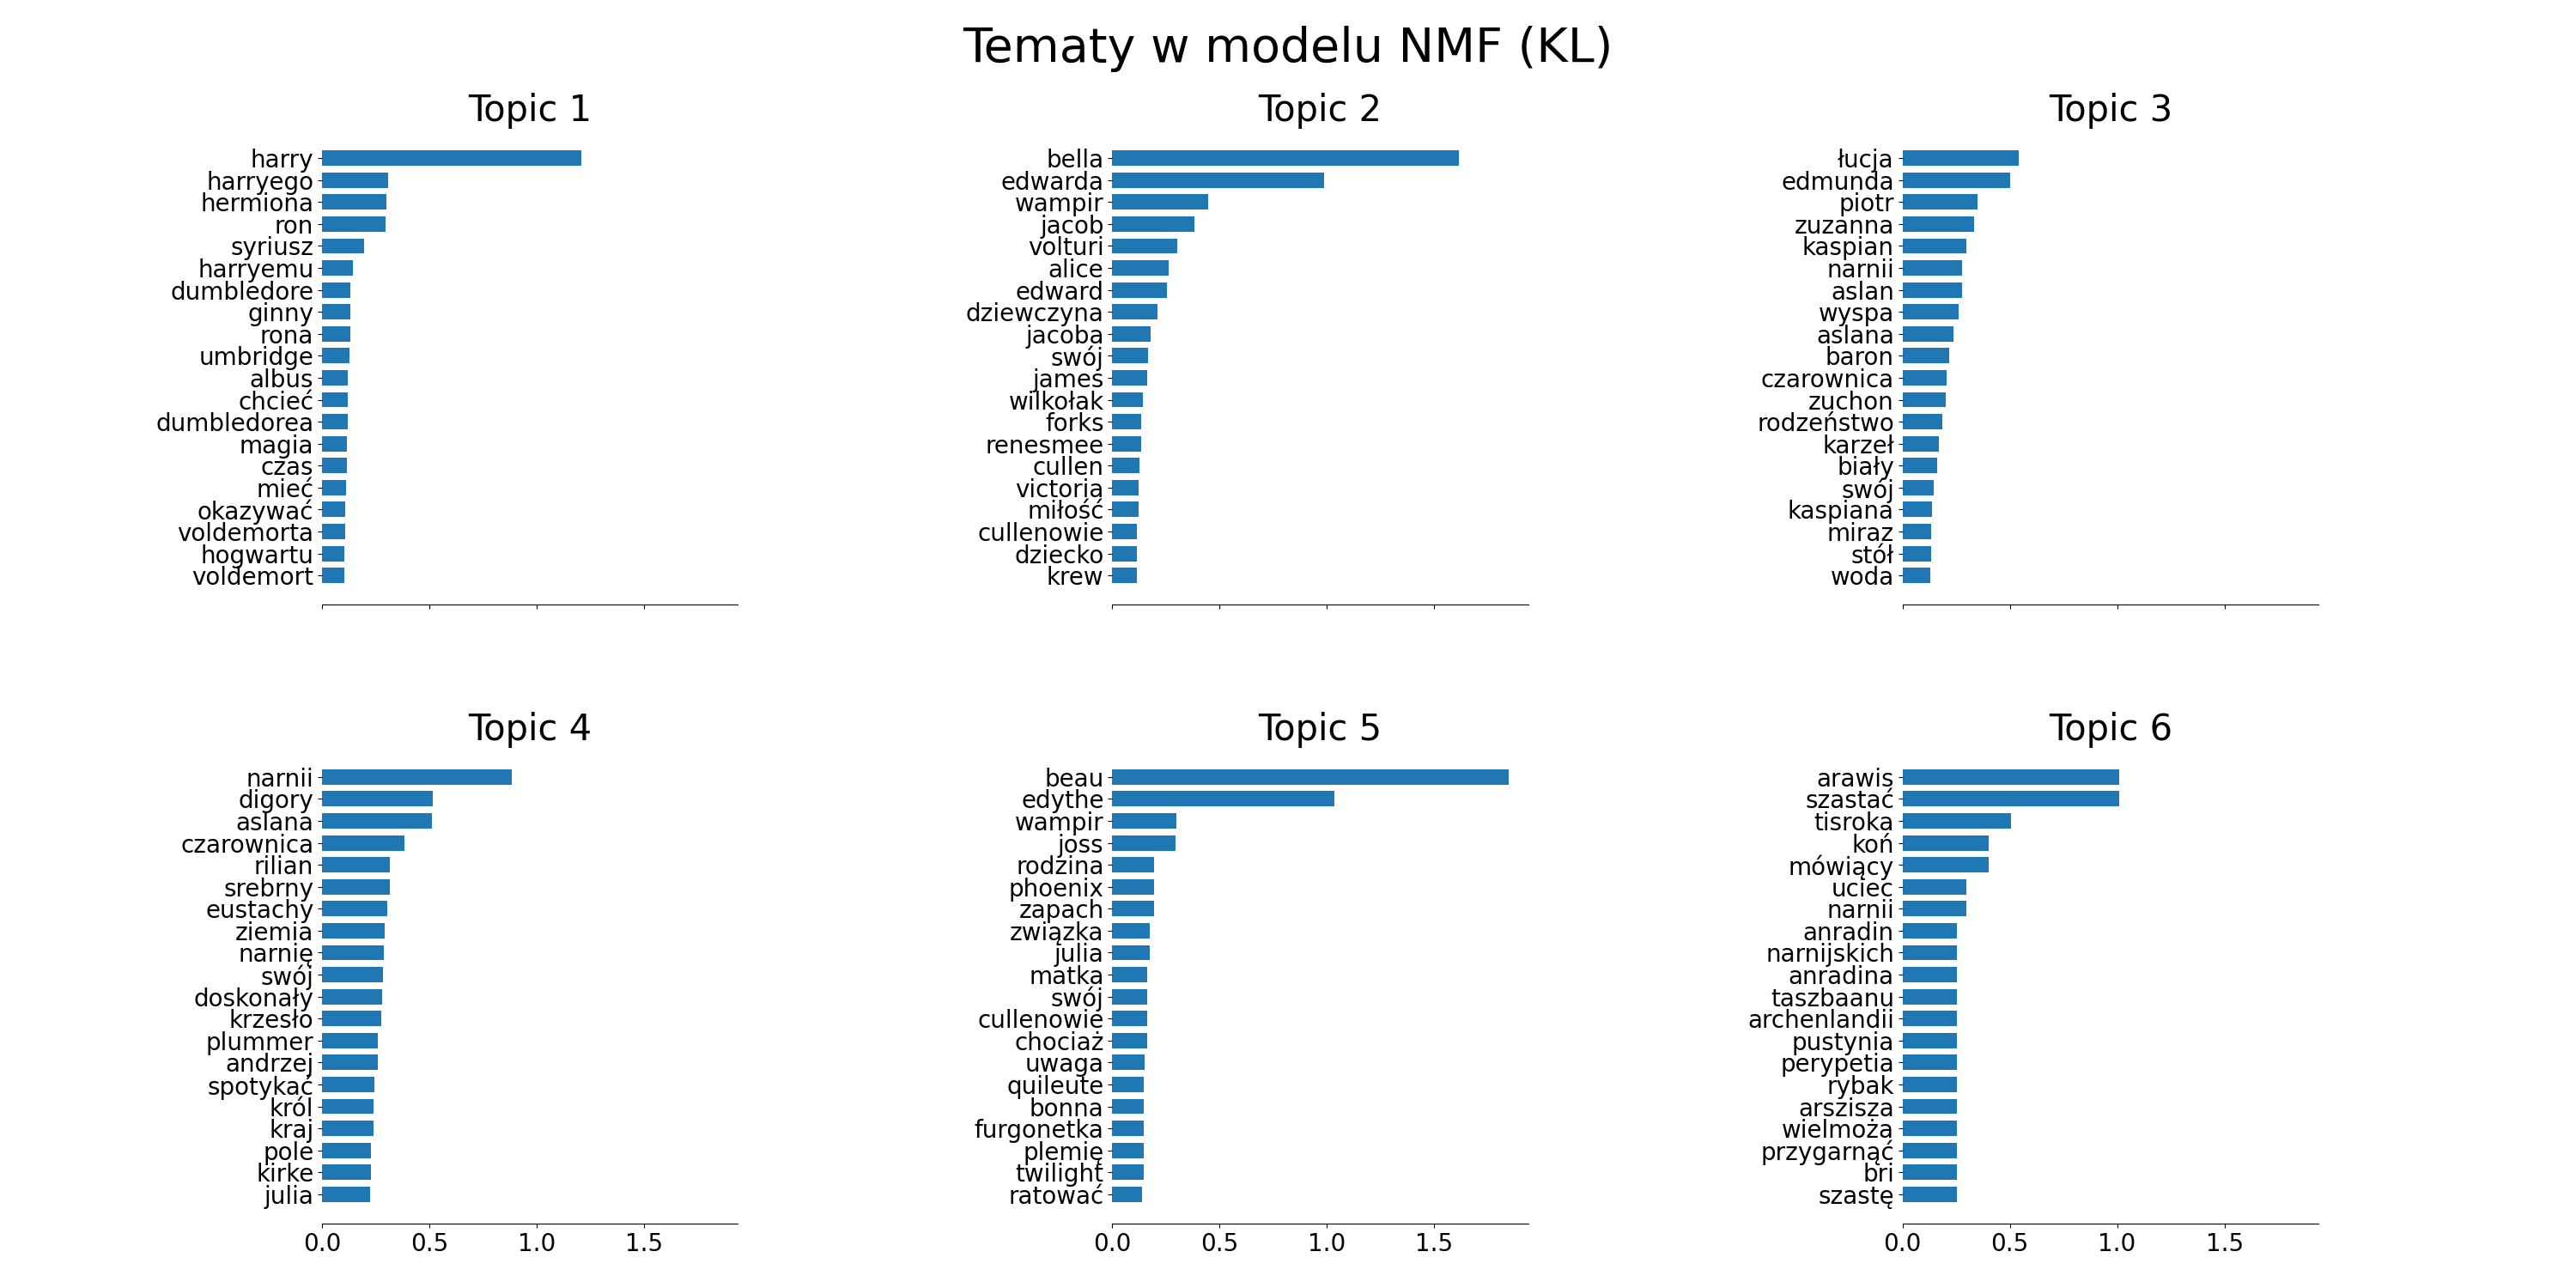 Tematy w modelu NMF (KL)
Topic 1
harry
harryego
hermiona
ron
syriusz
harryemu
dumbledore
ginny
rona
umbridge
albus
chcieć
dumbledorea
magia
czas
mieć
okazywać
voldemorta
hogwartu
voldemort
Topic 2
bella
edwarda
wampir
jacob
volturi
alice
edward
dziewczyna
jacoba
swój
james
wilkołak
forks
renesmee
cullen
victoria
miłość
cullenowie
dziecko
krew
Topic 3
łucja
edmunda
piotr
zuzanna
kaspian
narnii
aslan
wyspa
aslana
baron
czarownica
zuchon
rodzeństwo
karzeł
biały
swój
kaspiana
miraz
stół
woda
Topic 4
narnii
digory
aslana
czarownica
rilian
srebrny
eustachy
ziemia
narnię
swój
doskonały
krzesło
plummer
andrzej
spotykać
król
kraj
pole
kirke
julia
0.0 0.5 1.0 1.5
Topic 5
beau
edythe
wampir
joss
rodzina
phoenix
zapach
związka
julia
matka
swój
cullenowie
chociaż
uwaga
quileute
bonna
furgonetka
plemię
twilight
ratować
0.0 0.5 1.0 1.5
Topic 6
arawis
szastać
tisroka
koń
mówiący
uciec
narnii
anradin
narnijskich
anradina
taszbaanu
archenlandii
pustynia
perypetia
rybak
arszisza
wielmoża
przygarnąć
bri
szastę
0.0 0.5 1.0 1.5